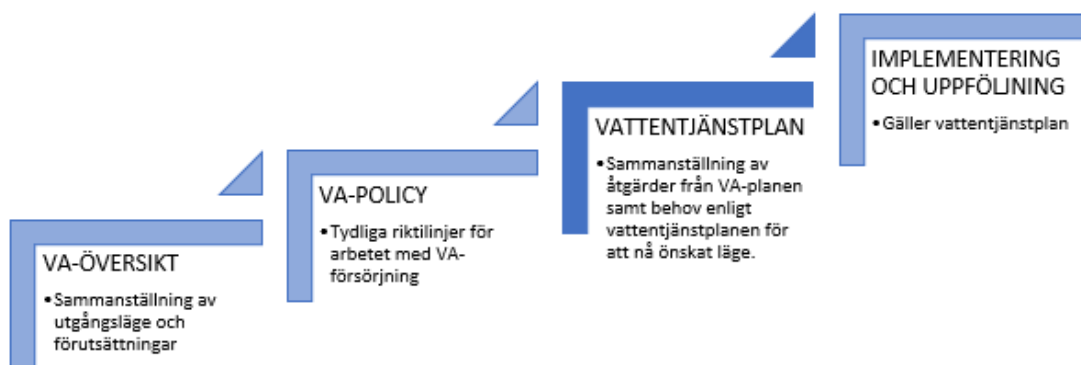 VA-ÖVERSIKT
•Sammanställning av
utgångsläge och
förutsättningar
VA-POLICY
•Tydliga riktilinjer för
arbetet med VA-
försörjning
VATTENTJÄNSTPLAN
•Sammanställning av
åtgärder från VA-planen
samt behov enligt
vattentjänstplanen för
att nå önskat läge.
IMPLEMENTERING
OCH UPPFÖLJNING
•Gäller vattentjänstplan